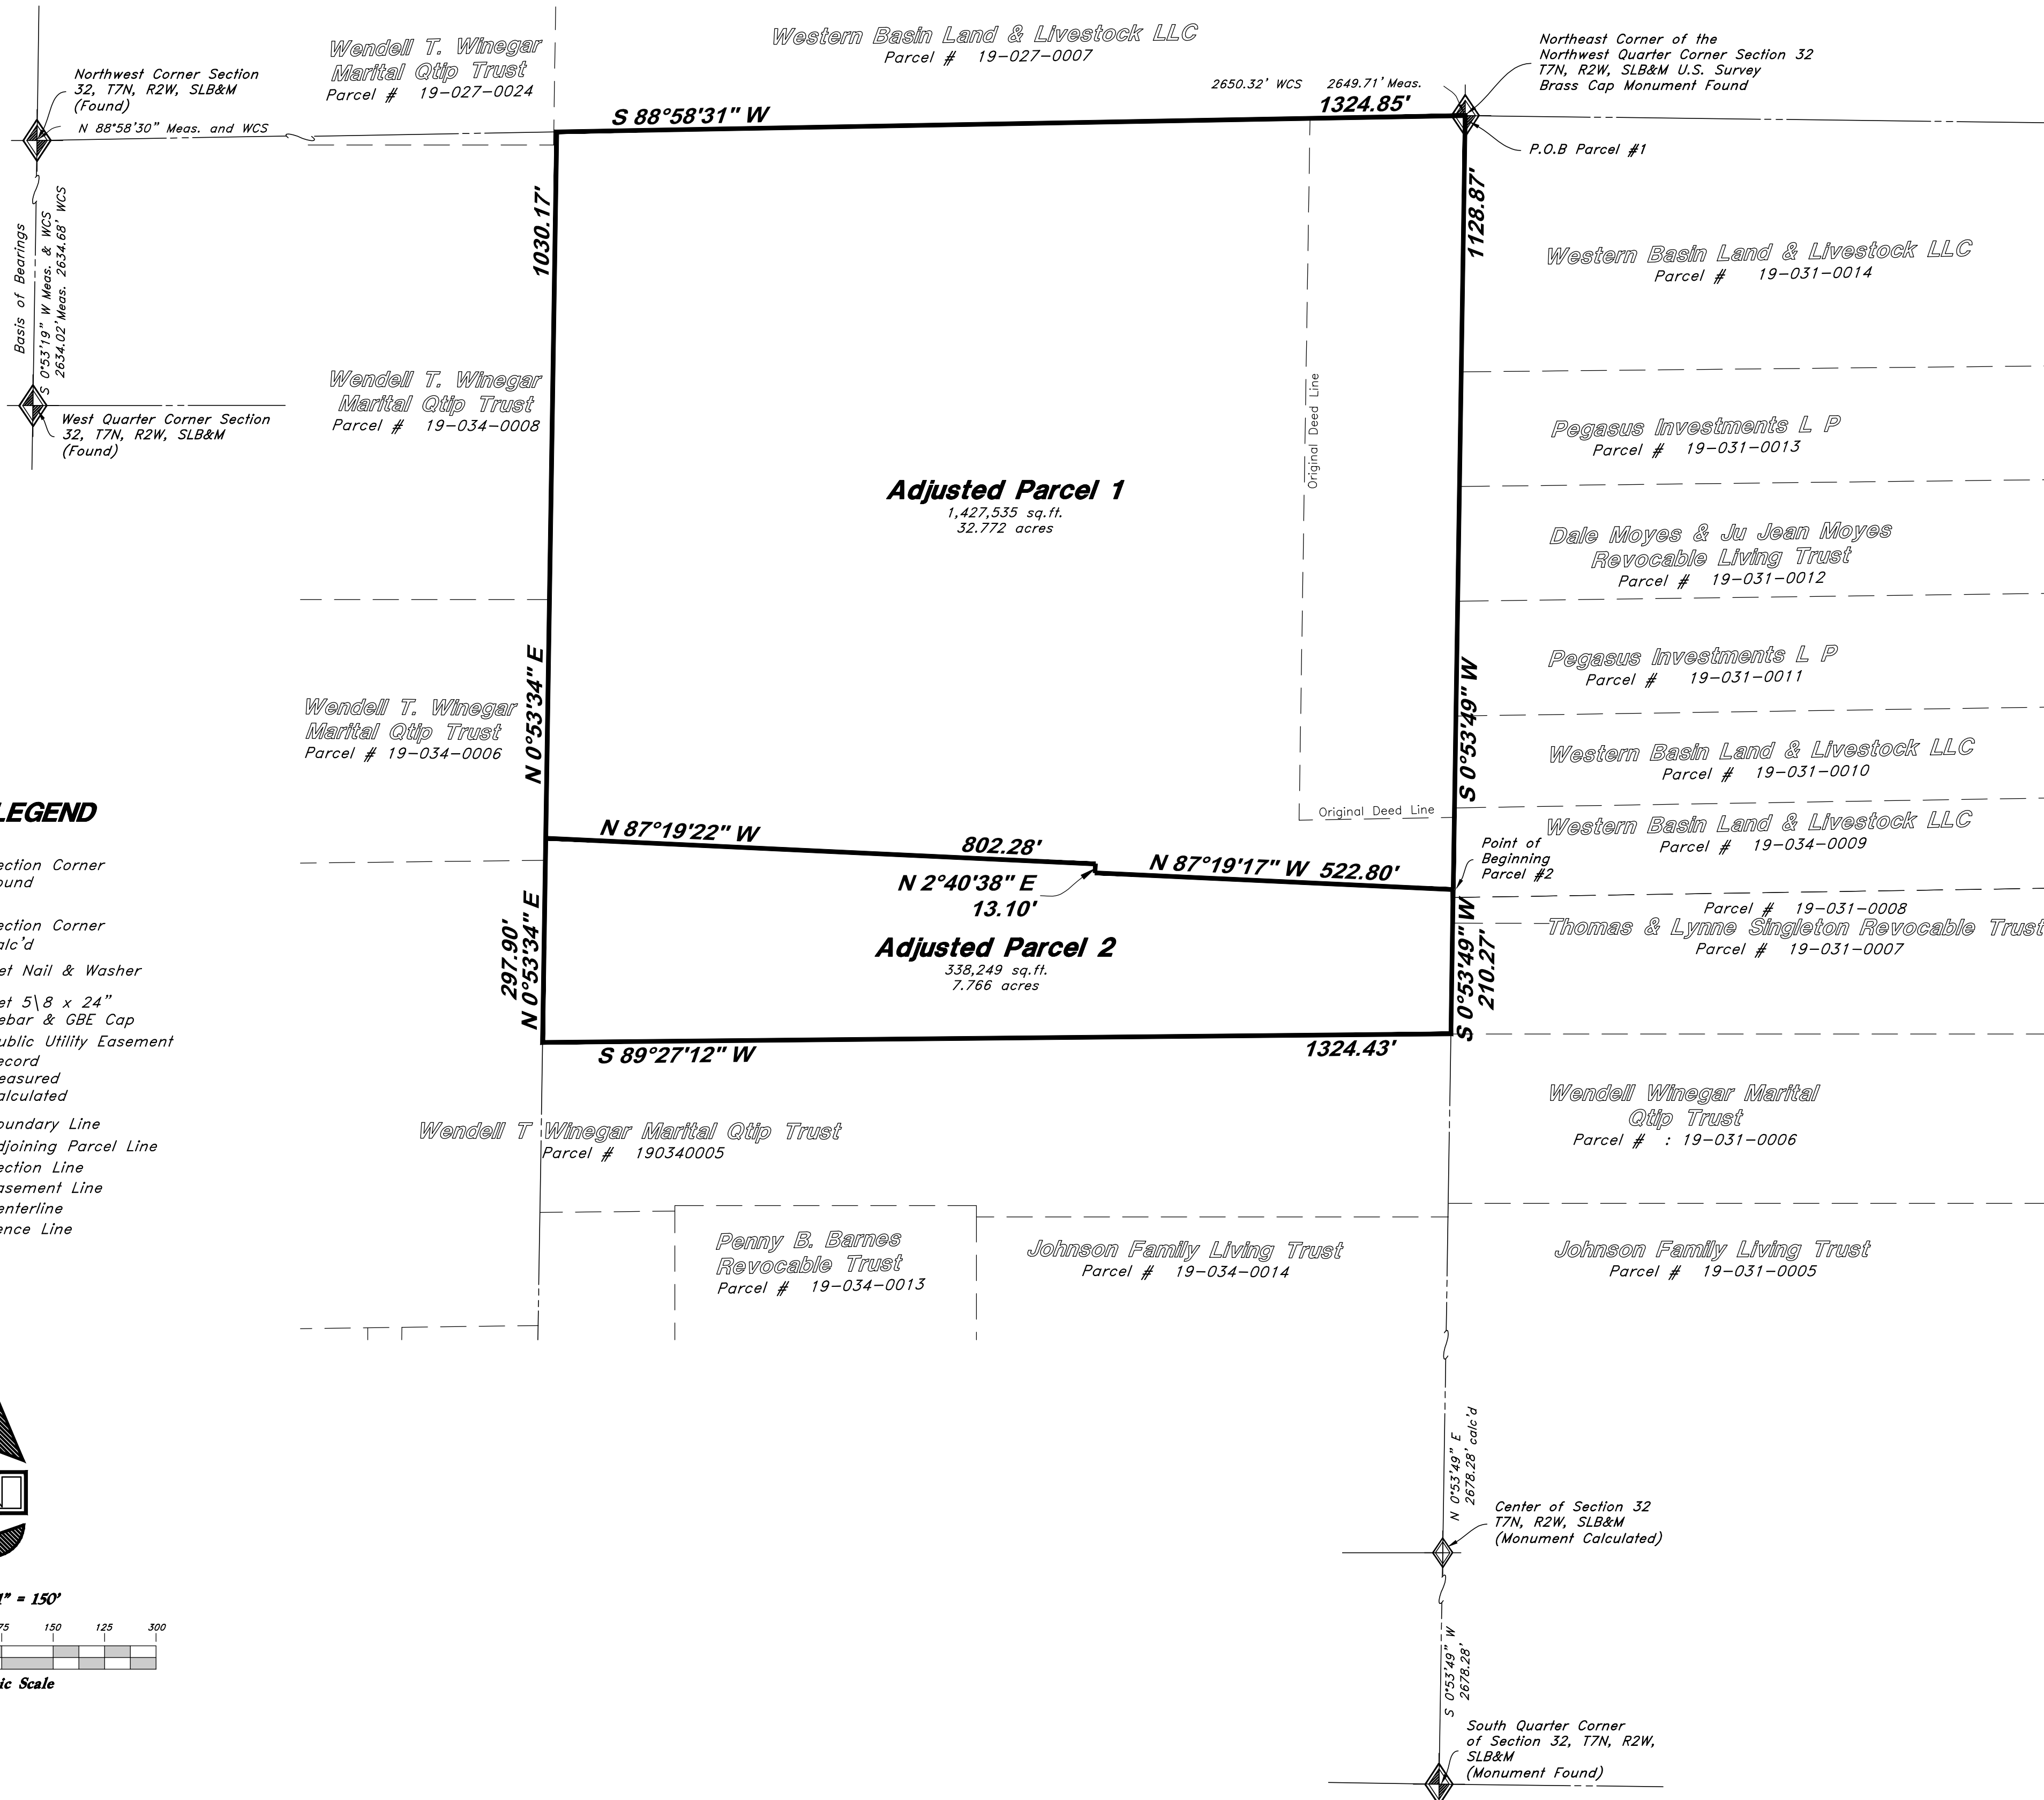 Northwest Corner Section
32, T7N, R2W, SLB&M
(Found)
N 88°58'30" Meas. and WCS
Basis of Bearings
S 0°53'19" W Meas. & WCS
2634.02' Meas. 2634.68' WCS
West Quarter Corner Section
32, T7N, R2W, SLB&M
(Found)
Wendell T. Winegar
Marital Qtip Trust
Parcel # 19-027-0024
Western Basin Land & Livestock LLC
Parcel # 19-027-0007
2650.32' WCS 2649.71' Meas.
S 88°58'31" W
1324.85'
Northeast Corner of the
Northwest Quarter Corner Section 32
T7N, R2W, SLB&M U.S. Survey
Brass Cap Monument Found
P.O.B Parcel #1
1030.17'
1128.87'
Western Basin Land & Livestock LLC
Parcel # 19-031-0014
Wendell T. Winegar
Marital Qtip Trust
Parcel # 19-034-0008
Original Deed Line
Pegasus Investments L P
Parcel # 19-031-0013
Adjusted Parcel 1
1,427,535 sq.ft.
32.772 acres
Dale Moyes & Ju Jean Moyes
Revocable Living Trust
Parcel # 19-031-0012
Pegasus Investments L P
Parcel # 19-031-0011
N 0°53'34" E
S 0°53'49" W
Wendell T. Winegar
Marital Qtip Trust
Parcel # 19-034-0006
Western Basin Land & Livestock LLC
Parcel # 19-031-0010
Original Deed Line
Western Basin Land & Livestock LLC
Parcel # 19-034-0009
N 87°19'22" W
802.28'
N 87°19'17" W 522.80'
Point of
Beginning
Parcel #2
N 2°40'38" E
13.10'
297.90'
N 0°53'34" E
S 0°53'49" W
210.27'
Parcel # 19-031-0008
Thomas & Lynne Singleton Revocable Trust
Parcel # 19-031-0007
Adjusted Parcel 2
338,249 sq.ft.
7.766 acres
S 89°27'12" W
1324.43'
Wendell T Winegar Marital Qtip Trust
Parcel # 190340005
Wendell Winegar Marital
Qtip Trust
Parcel # : 19-031-0006
Penny B. Barnes
Revocable Trust
Parcel # 19-034-0013
Johnson Family Living Trust
Parcel # 19-034-0014
Johnson Family Living Trust
Parcel # 19-031-0005
N 0°53'49" E
2678.28' calc'd
Center of Section 32
T7N, R2W, SLB&M
(Monument Calculated)
S 0°53'49" W
2678.28'
South Quarter Corner
of Section 32, T7N, R2W,
SLB&M
(Monument Found)
LEGEND
ection Corner
ound
ection Corner
alc'd
et Nail & Washer
et 5\8 x 24"
ebar & GBE Cap
ublic Utility Easement
ecord
easured
alculated
oundary Line
djoining Parcel Line
ection Line
asement Line
enterline
ence Line
1" = 150'
75 150 125 300
ic Scale